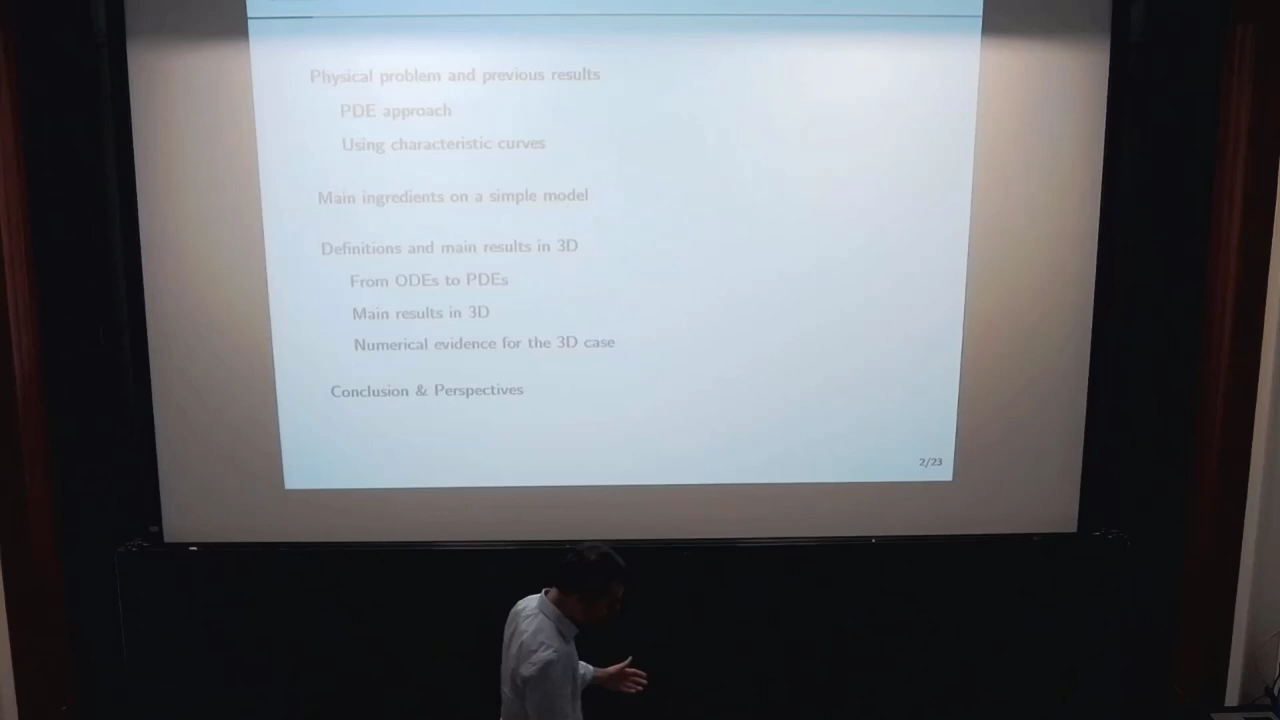 Physical problem and previous results
PDE approach
Using characteristic curves
Main ingredients on a simple model
Definitions and main results in 3D
From ODEs to PDEs
Main results in 3D
Numerical evidence for the 3D case
Conclusion & Perspectives
2/23